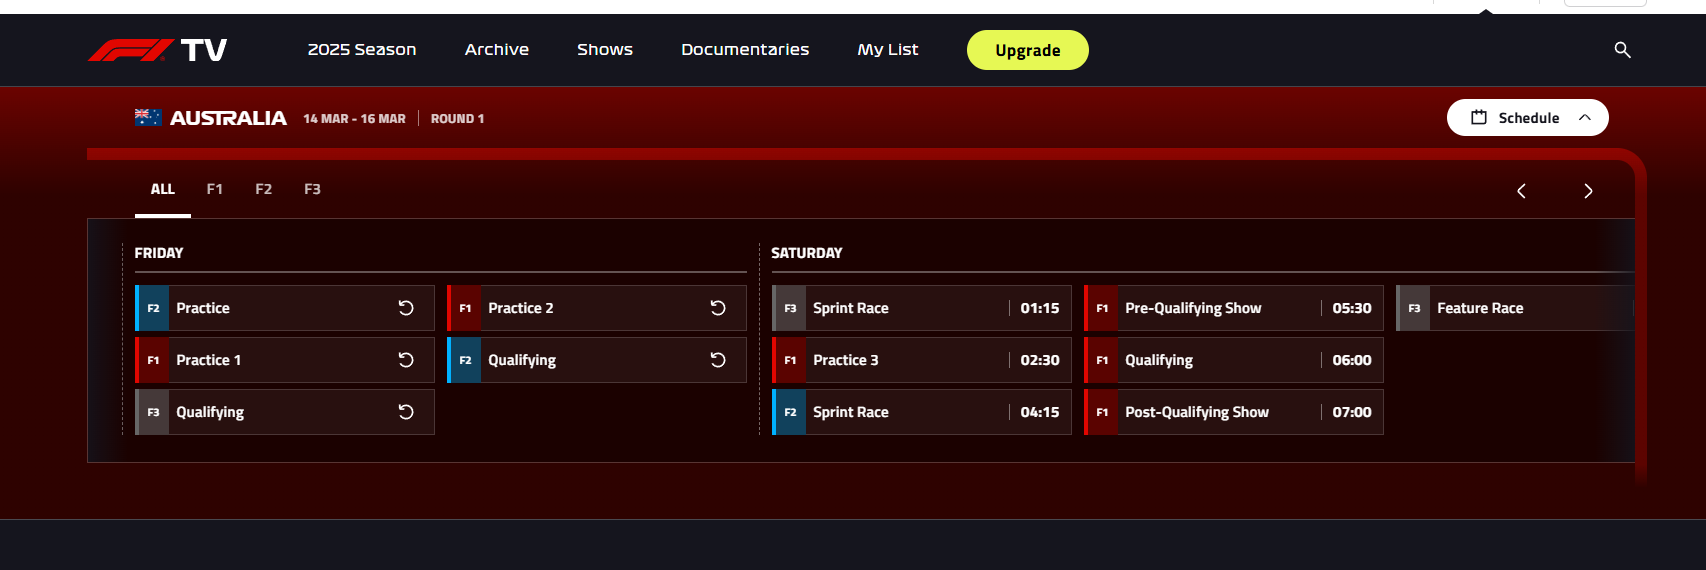 TV 2025 Season Archive Shows Documentaries My List Upgrade
AUSTRALIA 14 MAR - 16 MAR ROUND 1 Schedule
ALL F1 F2 F3
FRIDAY
F2 Practice
F1 Practice 1
F3 Qualifying
F1 Practice 2
F2 Qualifying
SATURDAY
F3 Sprint Race 01:15
F1 Practice 3 02:30
F2 Sprint Race 04:15
F1 Pre-Qualifying Show 05:30
F1 Qualifying 06:00
F1 Post-Qualifying Show 07:00
F3 Feature Race